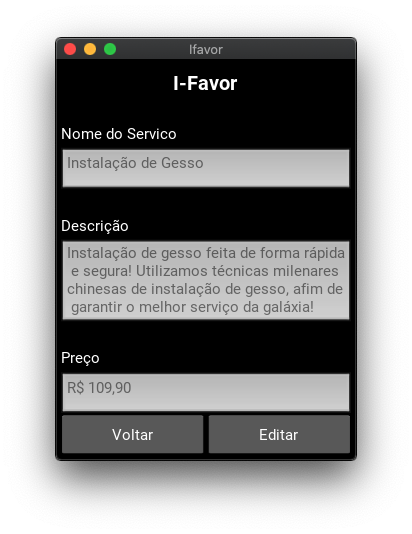 Ifavor
I-Favor
Nome do Servico
Instalação de Gesso
Descrição
Instalação de gesso feita de forma rápida
e segura! Utilizamos técnicas milenares
chinesas de instalação de gesso, afim de
garantir o melhor serviço da galáxia!
Preço
R$ 109,90
Voltar
Editar